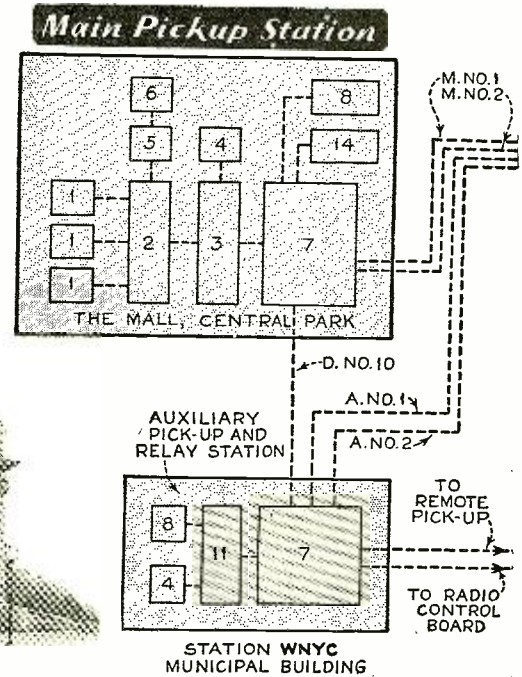 Main Pickup Station
M. NO. 1
M. NO. 2
6
8
5
4
14
1
1
2
3
7
1
THE MALL, CENTRAL PARK
D. NO. 10
A. NO. 1
A. NO. 2
AUXILIARY
PICK-UP AND
RELAY STATION
TO
REMOTE
PICK-UP
8
11
7
4
TO RADIO
CONTROL
BOARD
STATION WNYC
MUNICIPAL BUILDING